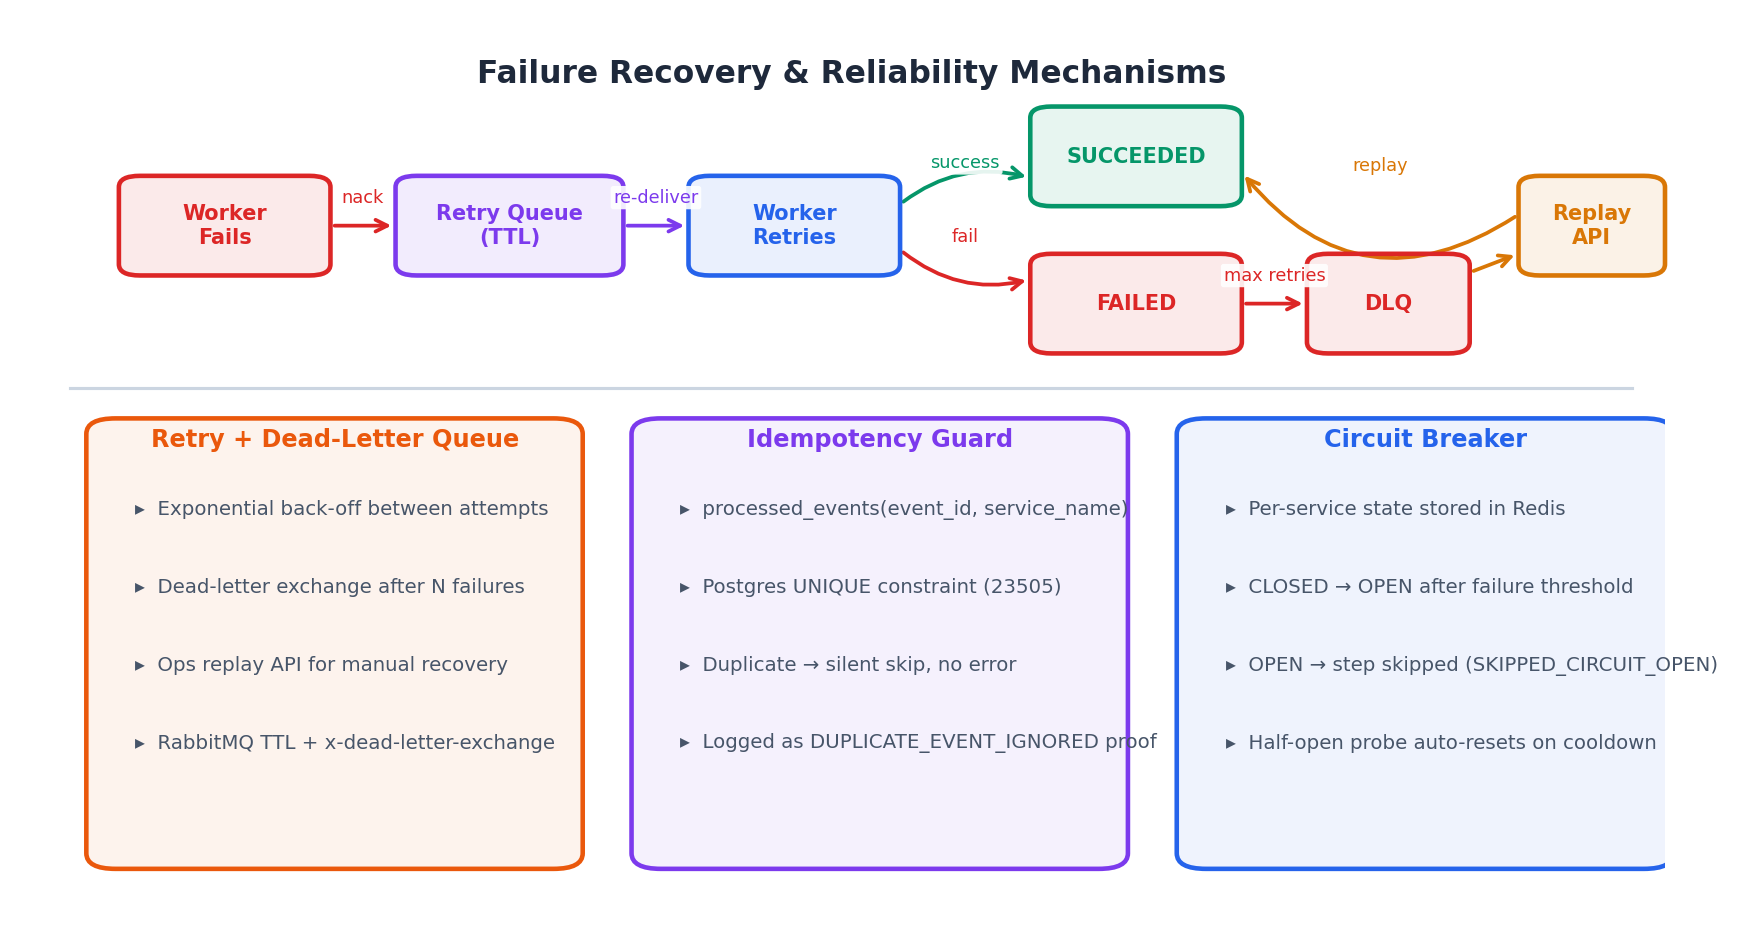 Failure Recovery & Reliability Mechanisms
Worker
Fails
nack
Retry Queue
(TTL)
re-deliver
Worker
Retries
success
SUCCEEDED
fail
FAILED
max retries
DLQ
replay
Replay
API
Retry + Dead-Letter Queue
▸ Exponential back-off between attempts
▸ Dead-letter exchange after N failures
▸ Ops replay API for manual recovery
▸ RabbitMQ TTL + x-dead-letter-exchange
Idempotency Guard
▸ processed_events(event_id, service_name)
▸ Postgres UNIQUE constraint (23505)
▸ Duplicate → silent skip, no error
▸ Logged as DUPLICATE_EVENT_IGNORED proof
Circuit Breaker
▸ Per-service state stored in Redis
▸ CLOSED → OPEN after failure threshold
▸ OPEN → step skipped (SKIPPED_CIRCUIT_OPEN)
▸ Half-open probe auto-resets on cooldown